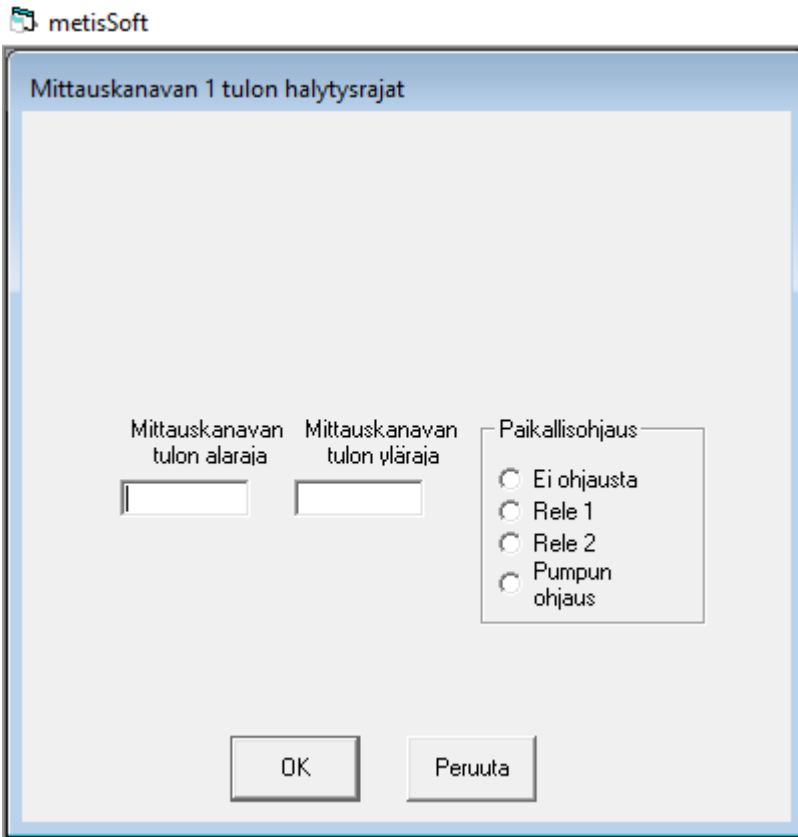 metisSoft
Mittauskanavan 1 tulon halytysrajat
Mittauskanavan
tulon alaraja
Mittauskanavan
tulon yläraja
Paikallisohjaus
Ei ohjausta
Rele 1
Rele 2
Pumpun
ohjaus
OK
Peruuta